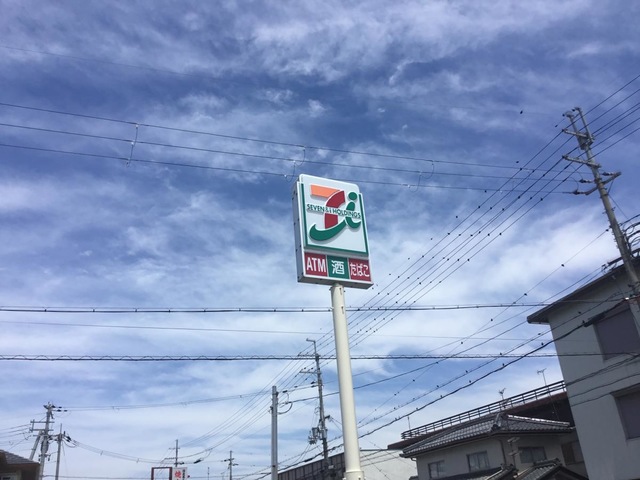 SEVEN & i HOLDINGS
ATM 酒 たばこ